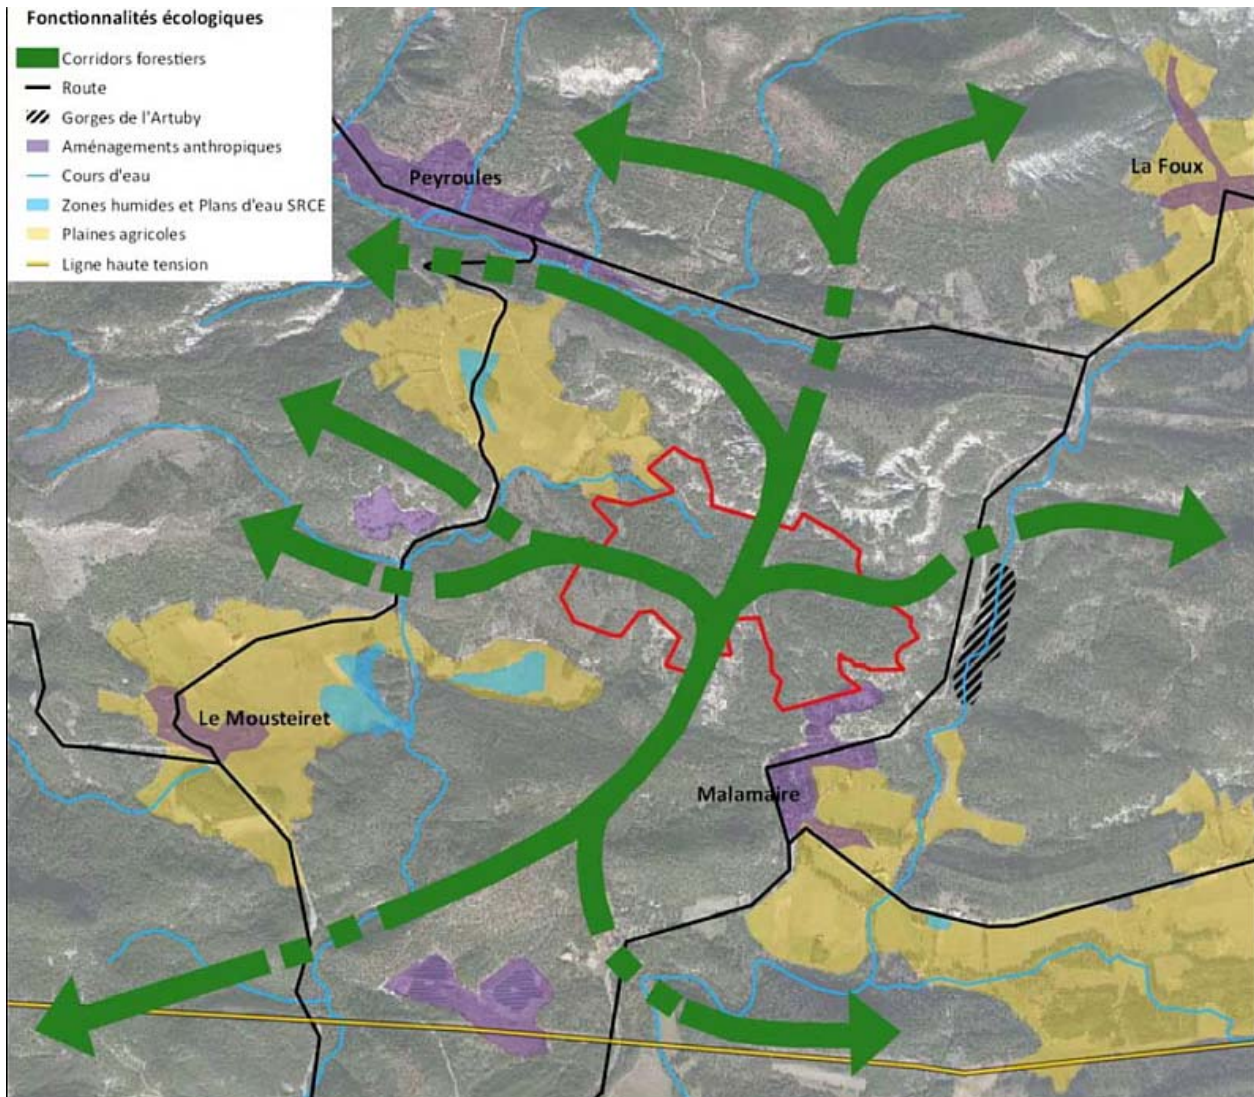 Fonctionnalités écologiques
Corridors forestiers
Route
Gorges de l'Artuby
Aménagements anthropiques
Cours d'eau
Zones humides et Plans d'eau SRCE
Plaines agricoles
Ligne haute tension
Peyroules
La Foux
Le Mousteiret
Malamaire